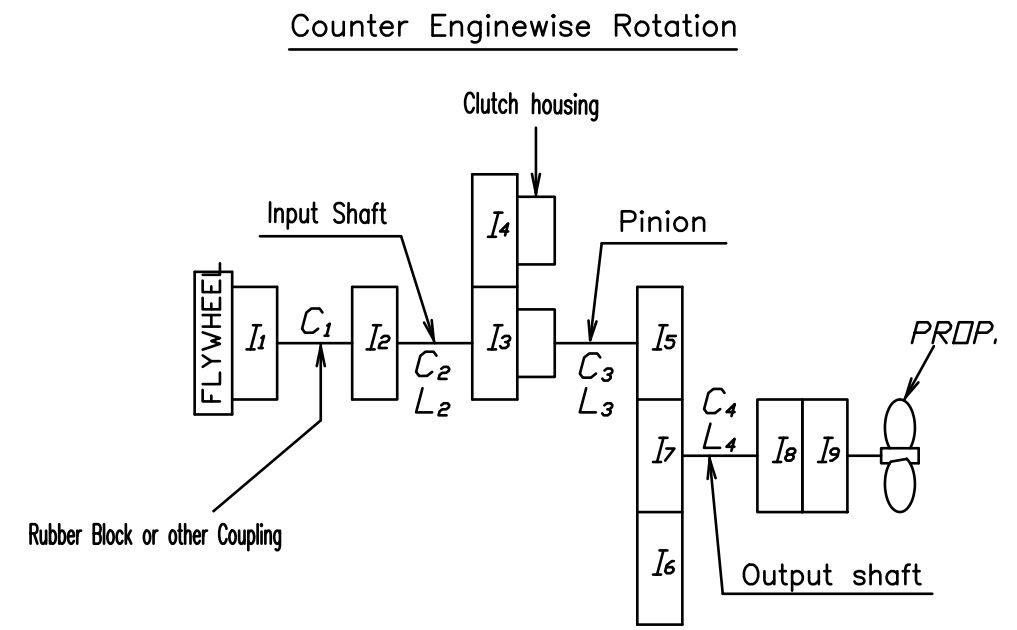 Counter Enginewise Rotation
Clutch housing
Input Shaft
I4
Pinion
FLYWHEEL
I1
C1
I2
C2
L2
I3
C3
L3
I5
PROP.
C4
L4
I7
I8
I9
Rubber Block or other Coupling
I6
Output shaft